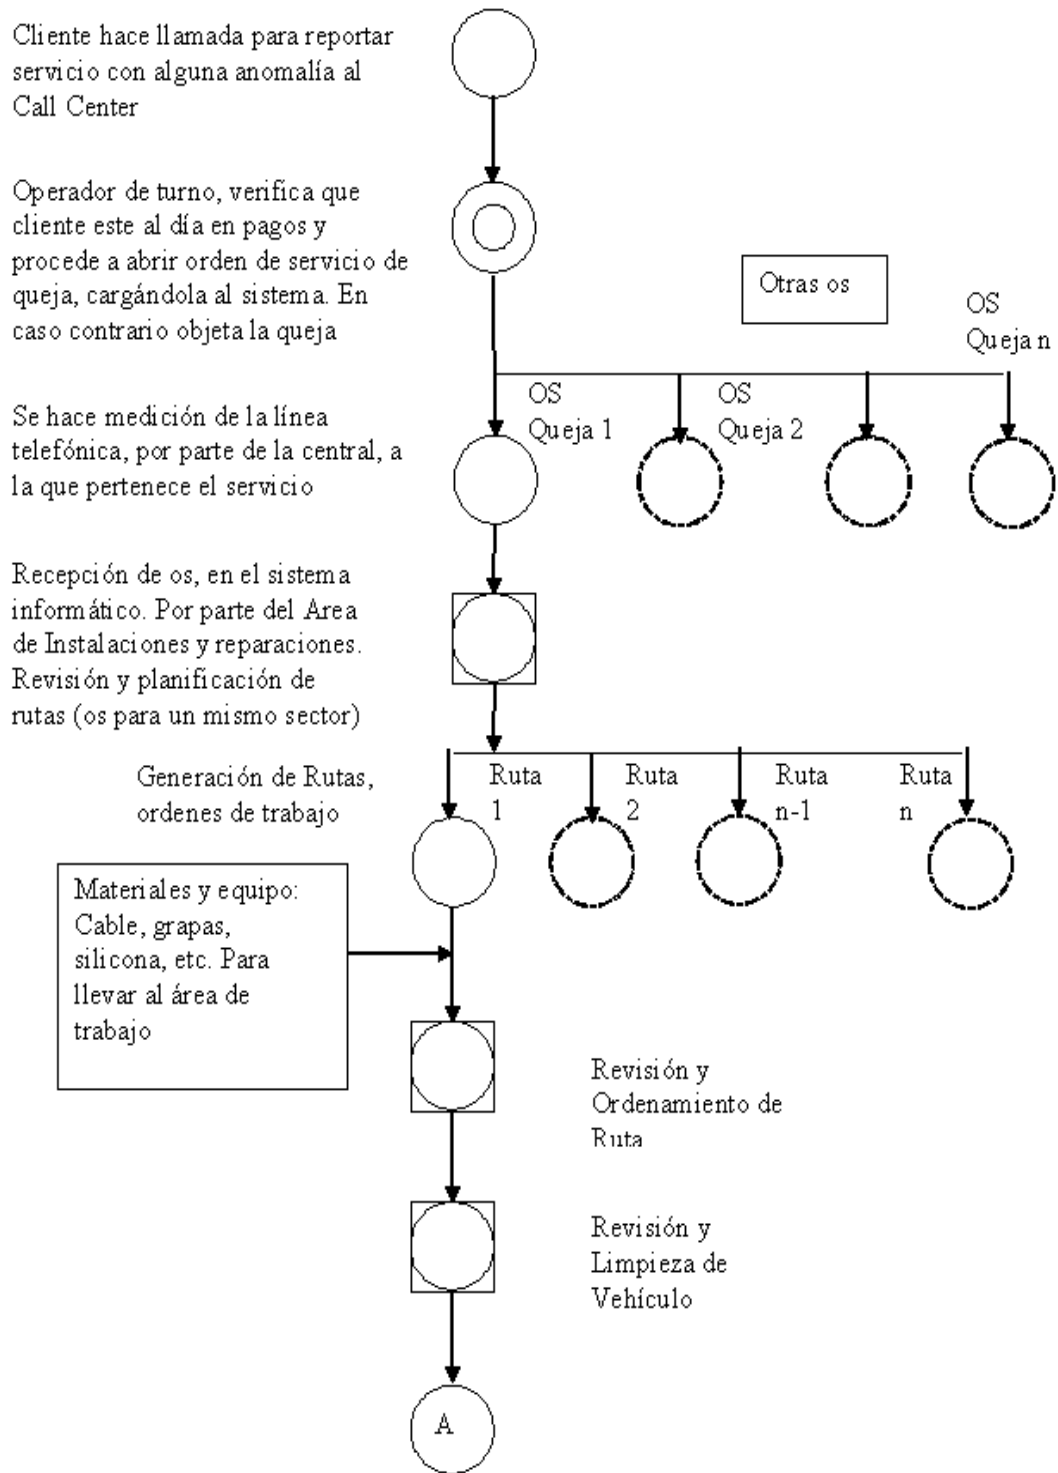 Cliente hace llamada para reportar
servicio con alguna anomalía al
Call Center
Operador de turno, verifica que
cliente este al día en pagos y
procede a abrir orden de servicio de
queja, cargándola al sistema. En
caso contrario objeta la queja
Otras os
OS
Queja n
OS
Queja 1
OS
Queja 2
Se hace medición de la línea
telefónica, por parte de la central, a
la que pertenece el servicio
Recepción de os, en el sistema
informático. Por parte del Area
de Instalaciones y reparaciones.
Revisión y planificación de
rutas (os para un mismo sector)
Generación de Rutas,
ordenes de trabajo
Ruta
1
Ruta
2
Ruta
n-1
Ruta
n
Materiales y equipo:
Cable, grapas,
silicona, etc. Para
llevar al área de
trabajo
Revisión y
Ordenamiento de
Ruta
Revisión y
Limpieza de
Vehículo
A